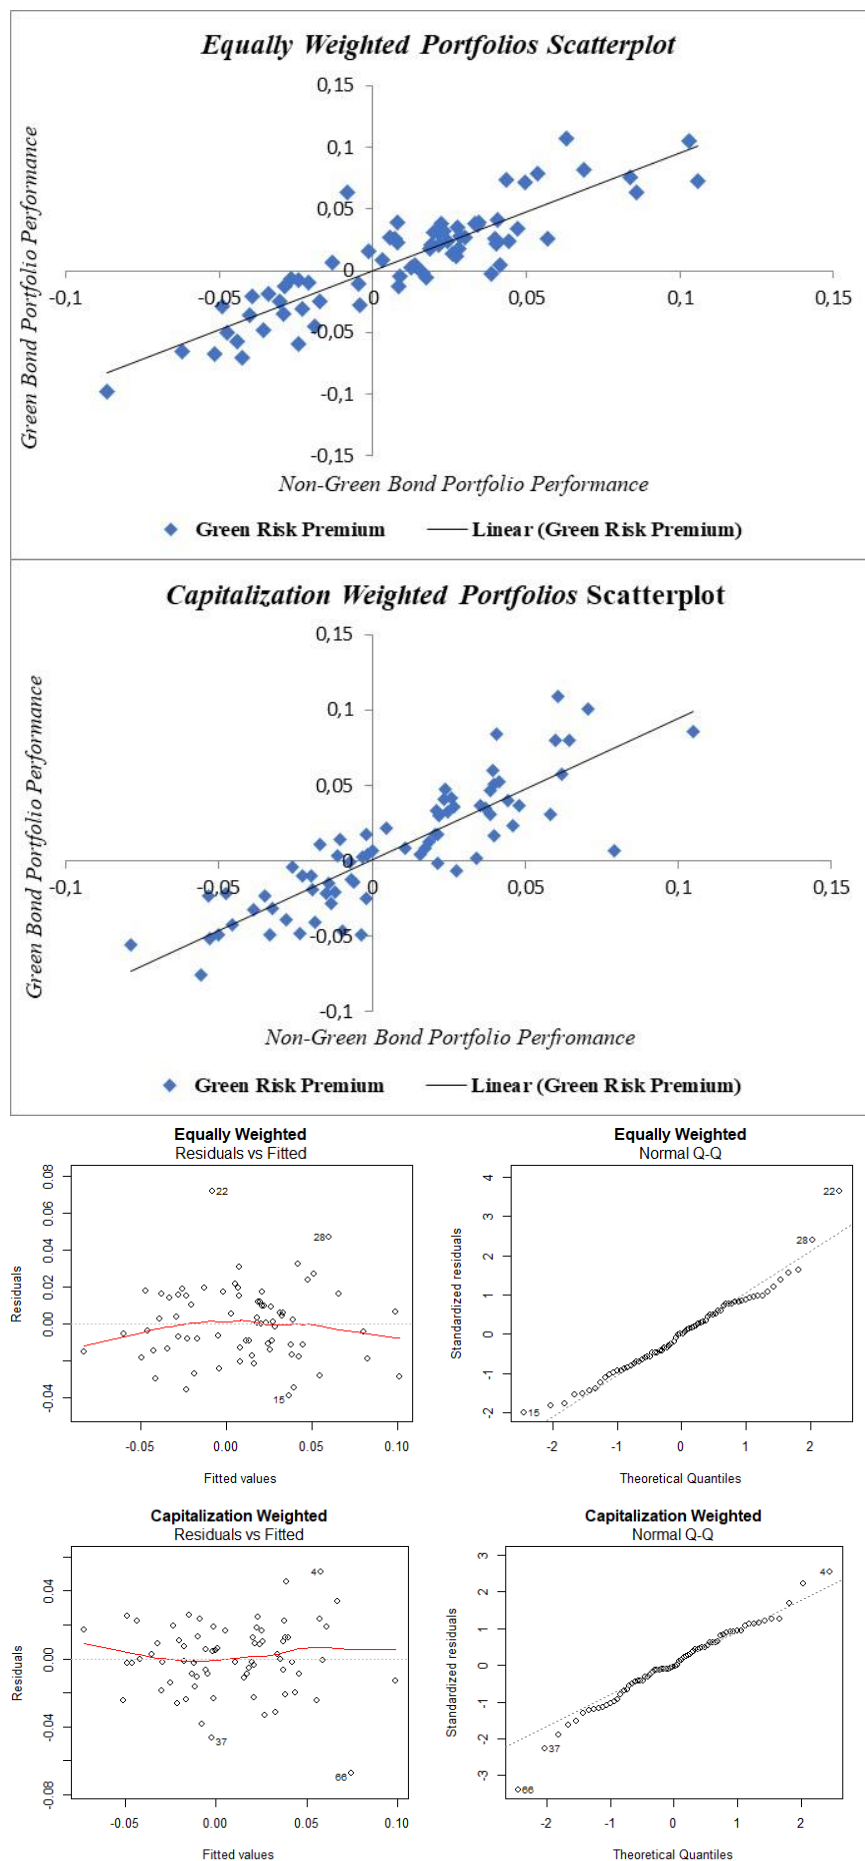 Equally Weighted Portfolios Scatterplot
0,15
0,1
0,05
0
-0,1 -0,05 0 0,05 0,1 0,15
-0,05
-0,1
-0,15
Green Bond Portfolio Performance
Non-Green Bond Portfolio Performance
Green Risk Premium Linear (Green Risk Premium)
Capitalization Weighted Portfolios Scatterplot
0,15
0,1
0,05
0
-0,1 -0,05 0 0,05 0,1 0,15
-0,05
-0,1
Green Bond Portfolio Performance
Non-Green Bond Portfolio Perfromance
Green Risk Premium Linear (Green Risk Premium)
Equally Weighted
Residuals vs Fitted
0.08
0.04
0.02
0.00
-0.04
Residuals
22
28
15
-0.05 0.00 0.05 0.10
Fitted values
Equally Weighted
Normal Q-Q
4
3
2
1
0
-1
-2
Standardized residuals
22
28
15
-2 -1 0 1 2
Theoretical Quantiles
Capitalization Weighted
Residuals vs Fitted
0.04
0.00
-0.04
-0.08
Residuals
4
37
66
-0.05 0.00 0.05 0.10
Fitted values
Capitalization Weighted
Normal Q-Q
3
2
1
0
-1
-2
-3
Standardized residuals
4
37
66
-2 -1 0 1 2
Theoretical Quantiles